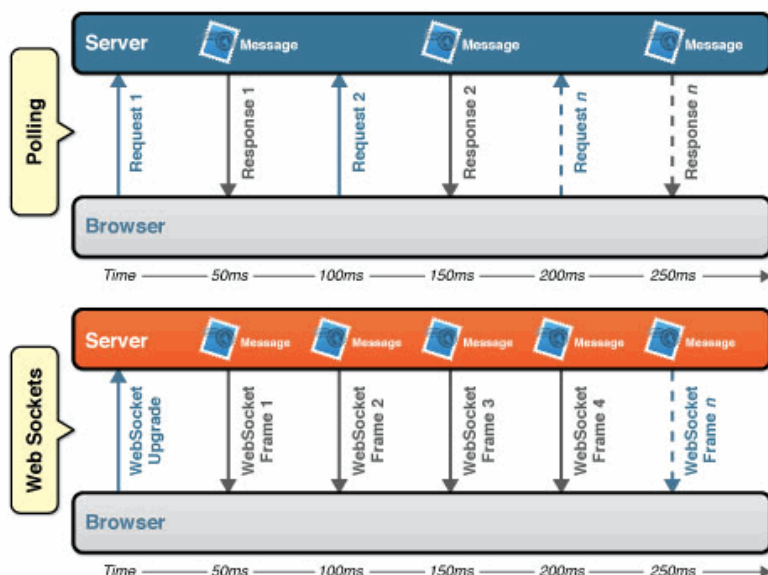 Polling
Server
Message
Message
Message
Request 1
Response 1
Request 2
Response 2
Request n
Response n
Browser
Time 50ms 100ms 150ms 200ms 250ms
Web Sockets
Server
Message
Message
Message
Message
Message
WebSocket
Upgrade
WebSocket
Frame 1
WebSocket
Frame 2
WebSocket
Frame 3
WebSocket
Frame 4
WebSocket
Frame n
Browser
Time 50ms 100ms 150ms 200ms 250ms